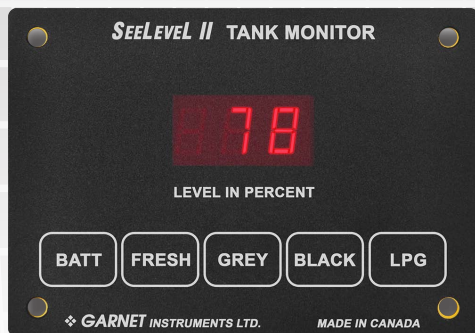 SEELEVEL II TANK MONITOR
78
LEVEL IN PERCENT
BATT FRESH GREY BLACK LPG
GARNET INSTRUMENTS LTD. MADE IN CANADA